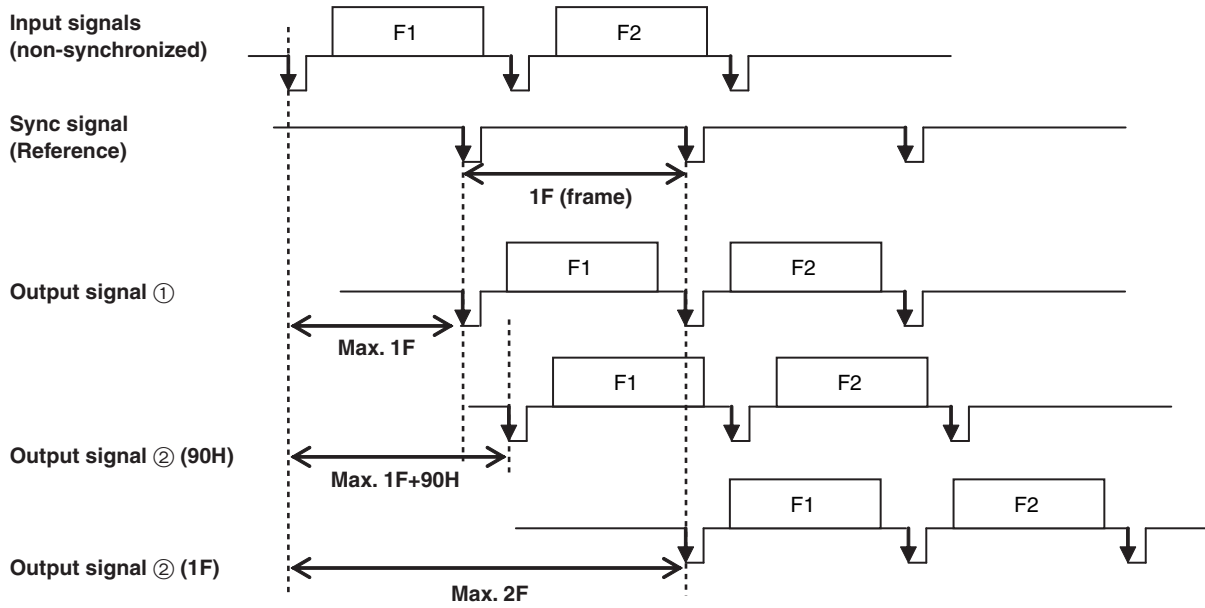 Input signals
(non-synchronized)
F1
F2
Sync signal
(Reference)
1F (frame)
Output signal ①
F1
F2
Max. 1F
Output signal ② (90H)
F1
F2
Max. 1F+90H
Output signal ② (1F)
F1
F2
Max. 2F